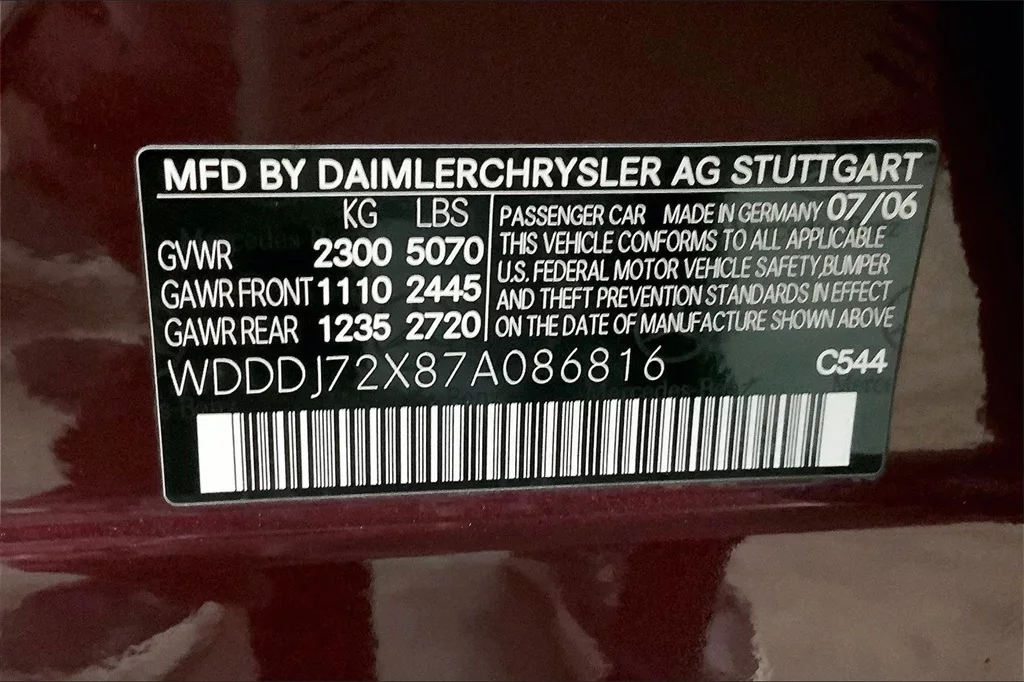 MFD BY DAIMLERCHRYSLER AG STUTTGART
KG LBS
GVWR 2300 5070
GAWR FRONT 1110 2445
GAWR REAR 1235 2720
PASSENGER CAR MADE IN GERMANY 07/06
THIS VEHICLE CONFORMS TO ALL APPLICABLE
U.S. FEDERAL MOTOR VEHICLE SAFETY,BUMPER
AND THEFT PREVENTION STANDARDS IN EFFECT
ON THE DATE OF MANUFACTURE SHOWN ABOVE
WDDDJ72X87A086816 C544